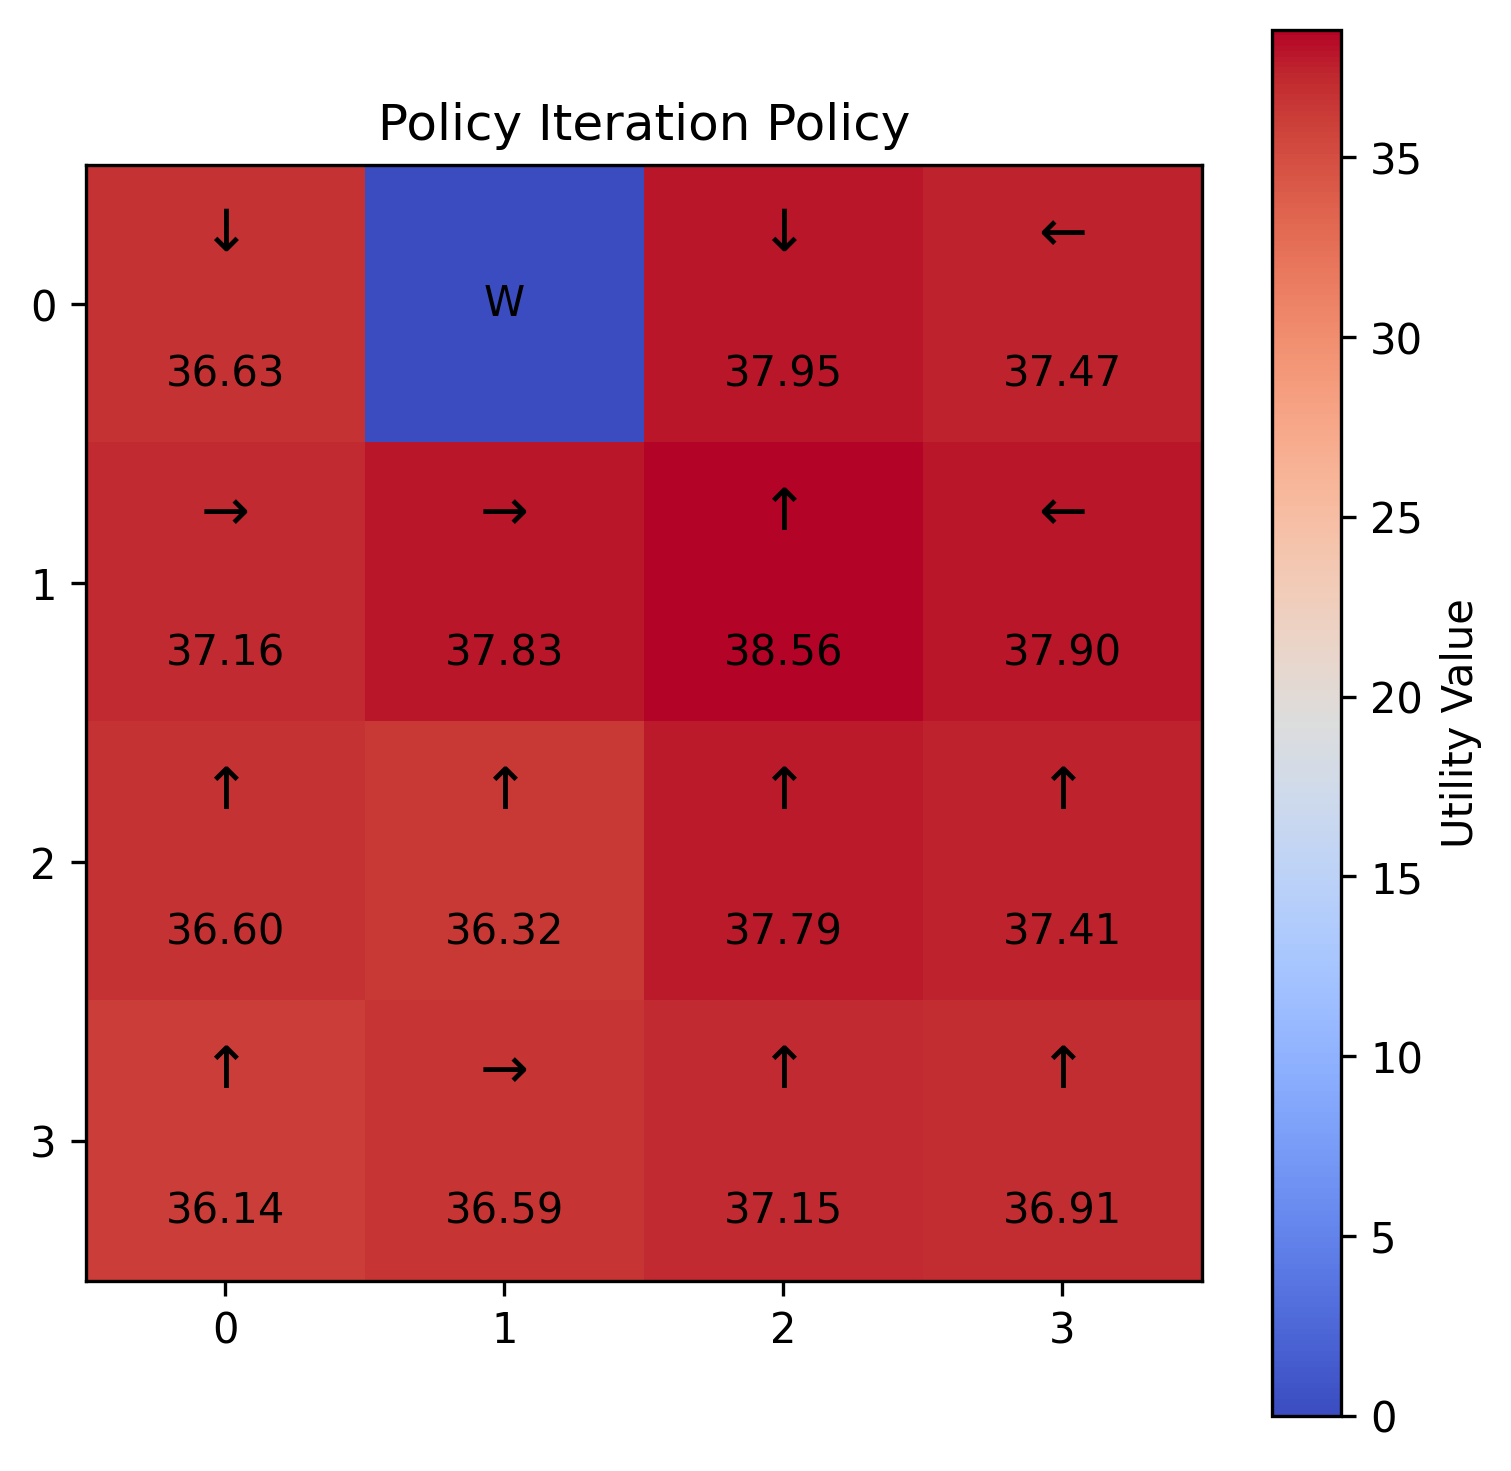 Policy Iteration Policy
↓ ↓ ←
0 W
36.63 37.95 37.47
→ → ↑ ←
1
37.16 37.83 38.56 37.90
↑ ↑ ↑ ↑
2
36.60 36.32 37.79 37.41
↑ → ↑ ↑
3
36.14 36.59 37.15 36.91
0 1 2 3
35
30
25
20
15
10
5
0
Utility Value